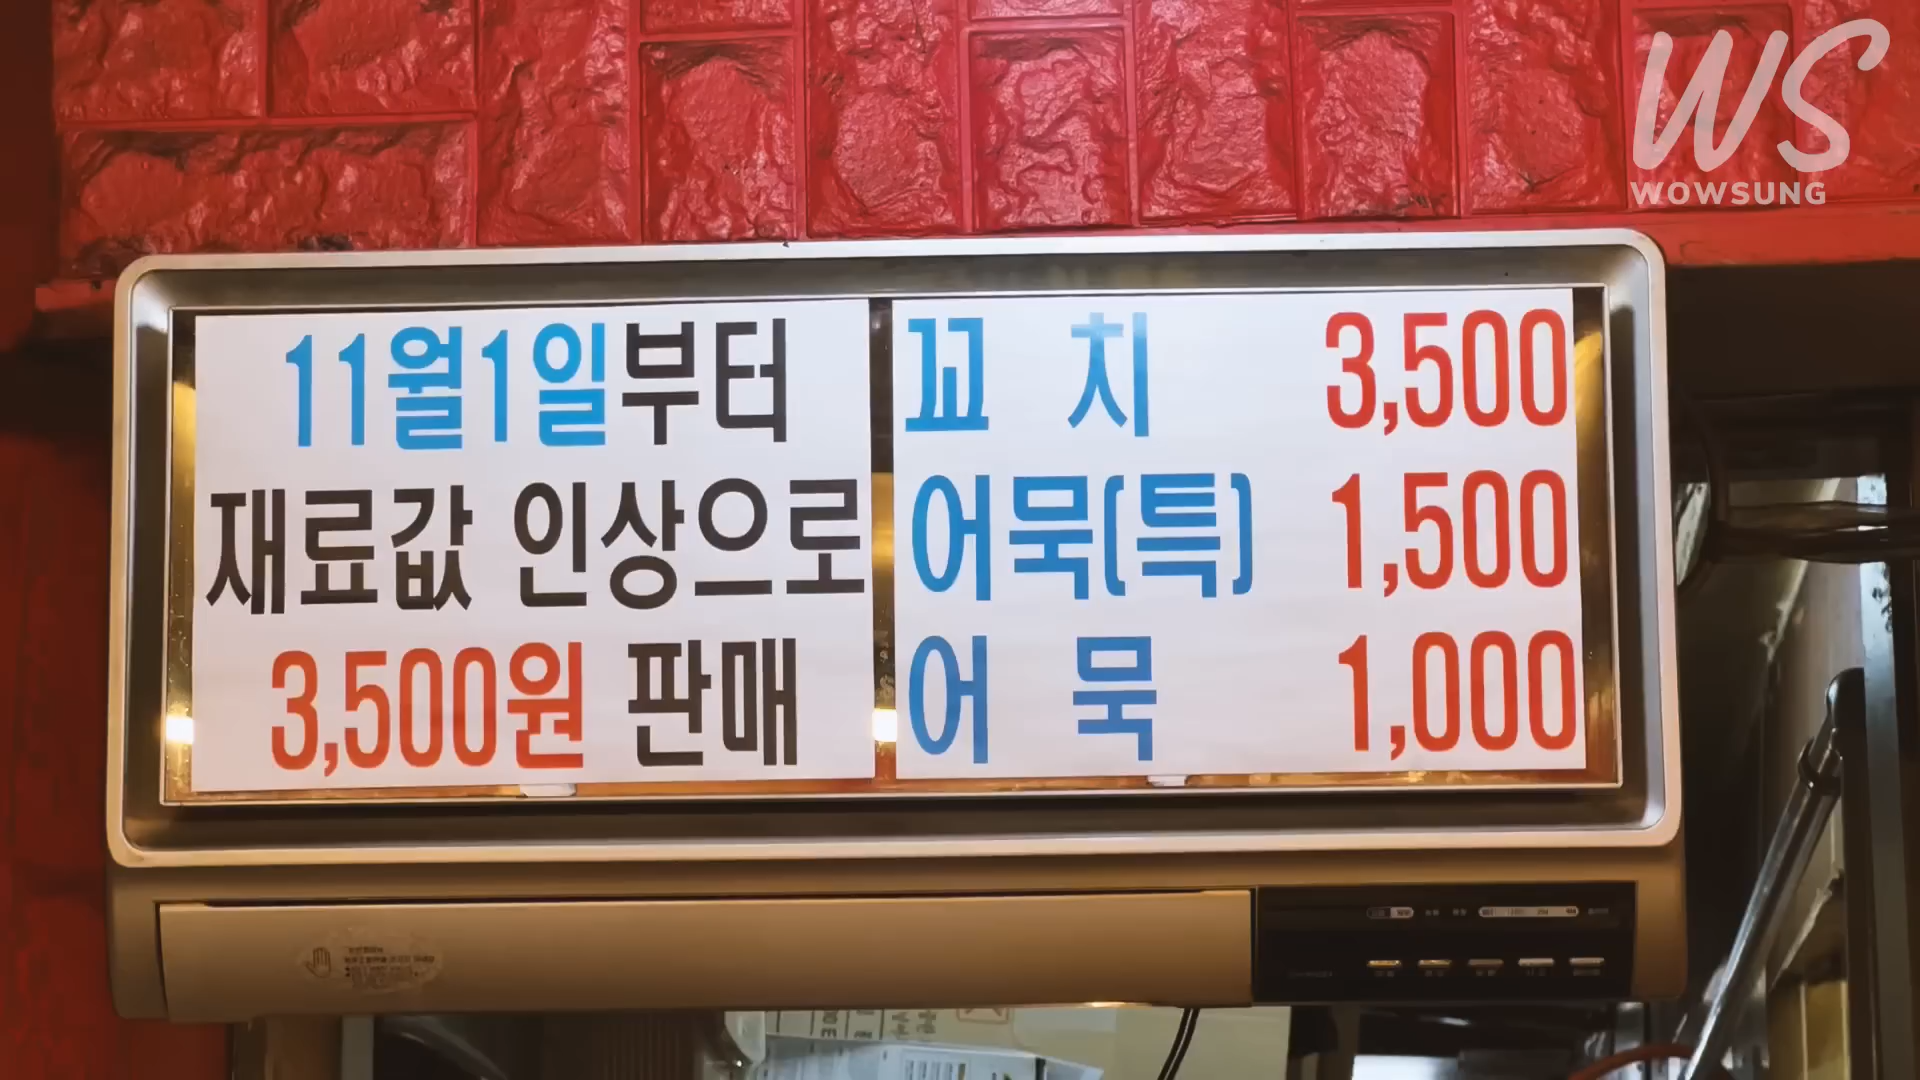 WS
WOWSUNG
11월1일부터
재료값 인상으로
3,500원 판매
꼬 치 3,500
어묵(특) 1,500
어 묵 1,000